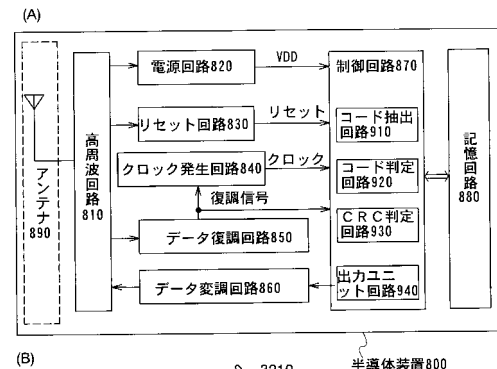 (A)
電源回路820
VDD
制御回路870
リセット回路830
リセット
コード抽出
回路910
クロック発生回路840
クロック
コード判定
回路920
復調信号
CRC判定
回路930
データ復調回路850
データ変調回路860
出力ユニ
ット回路940
アンテナ890
高周波回路810
記憶回路880
半導体装置800
(B)